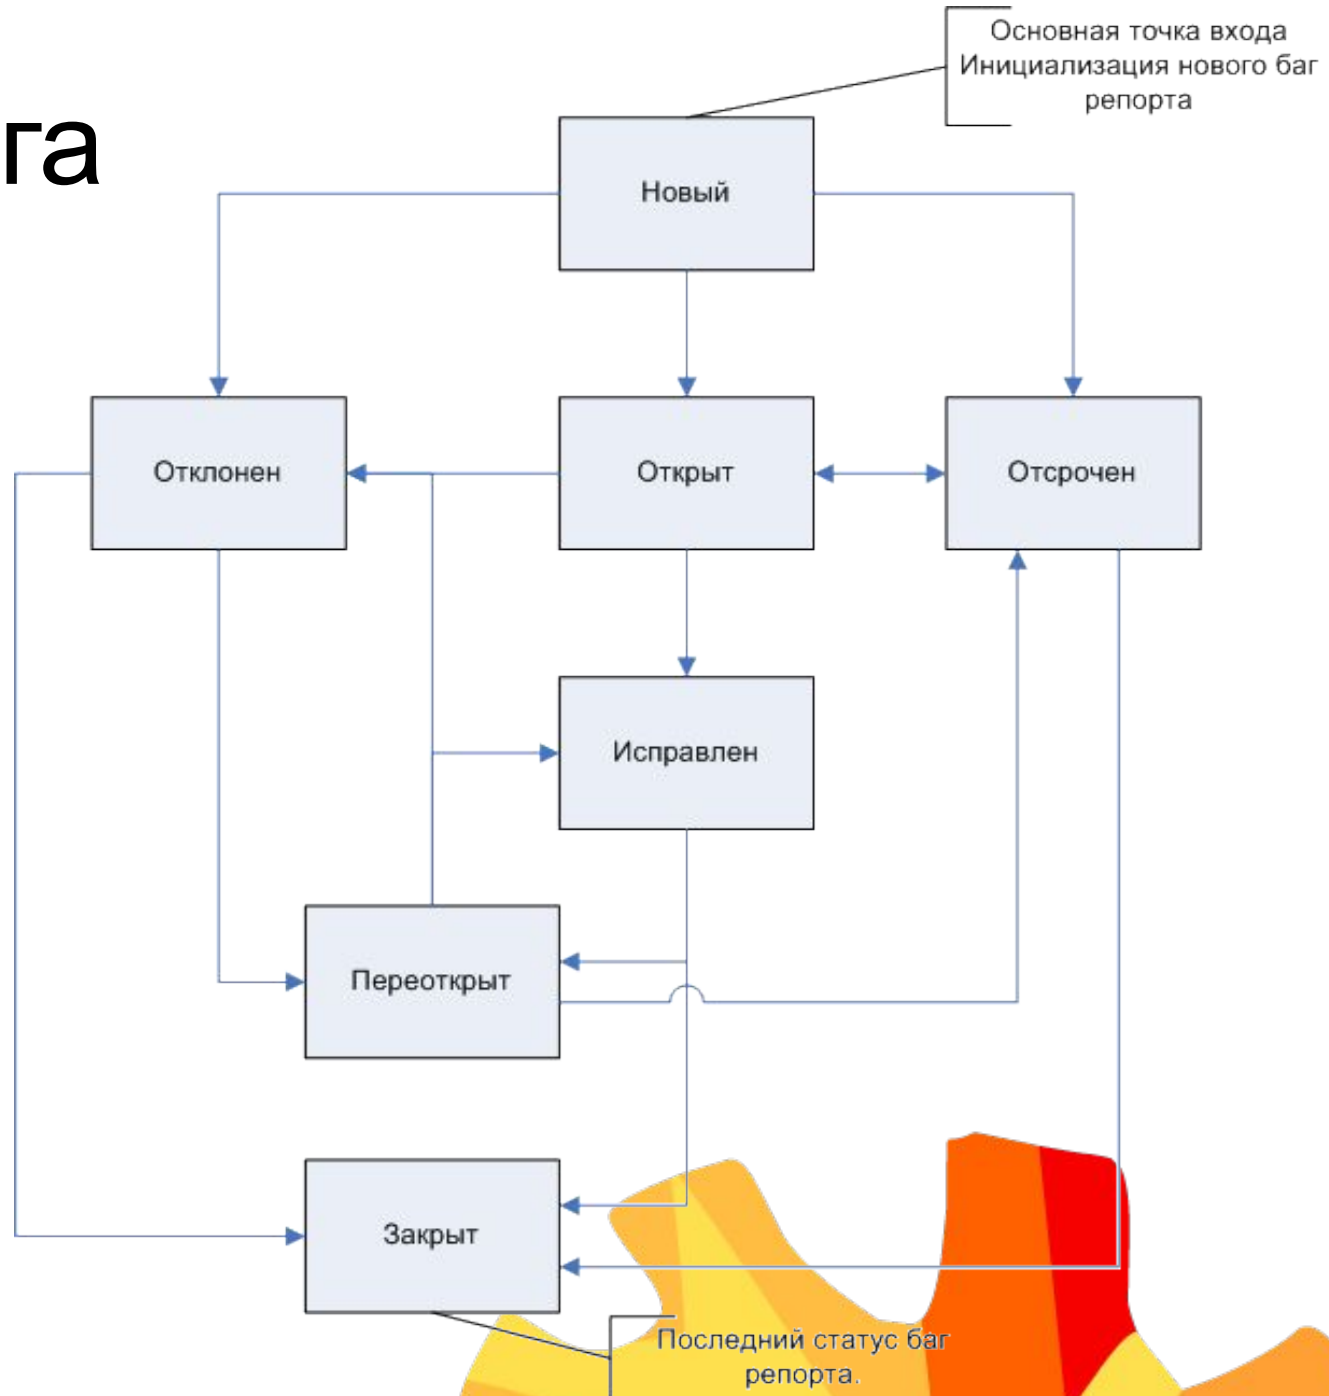 Основная точка входа
Инициализация нового баг
репорта
га
Новый
Отклонен
Открыт
Отсрочен
Исправлен
Переоткрыт
Закрыт
Последний статус баг
репорта.